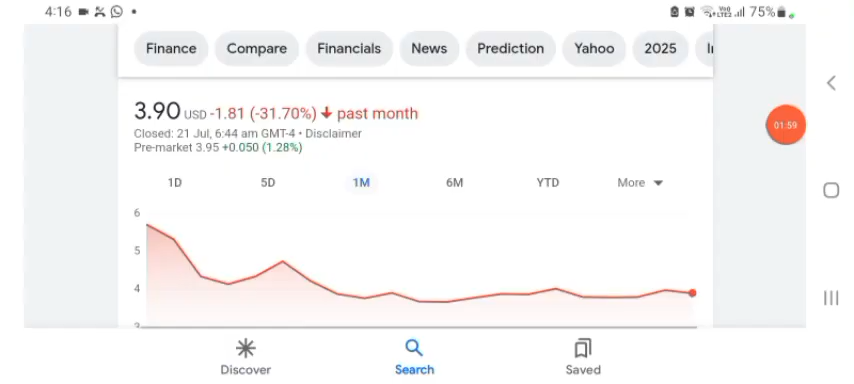 4:16 75%
Finance Compare Financials News Prediction Yahoo 2025
3.90 USD -1.81 (-31.70%) past month
Closed: 21 Jul, 6:44 am GMT-4 • Disclaimer
Pre-market 3.95 +0.050 (1.28%)
01:59
1D 5D 1M 6M YTD More
6
5
4
3
Discover Search Saved